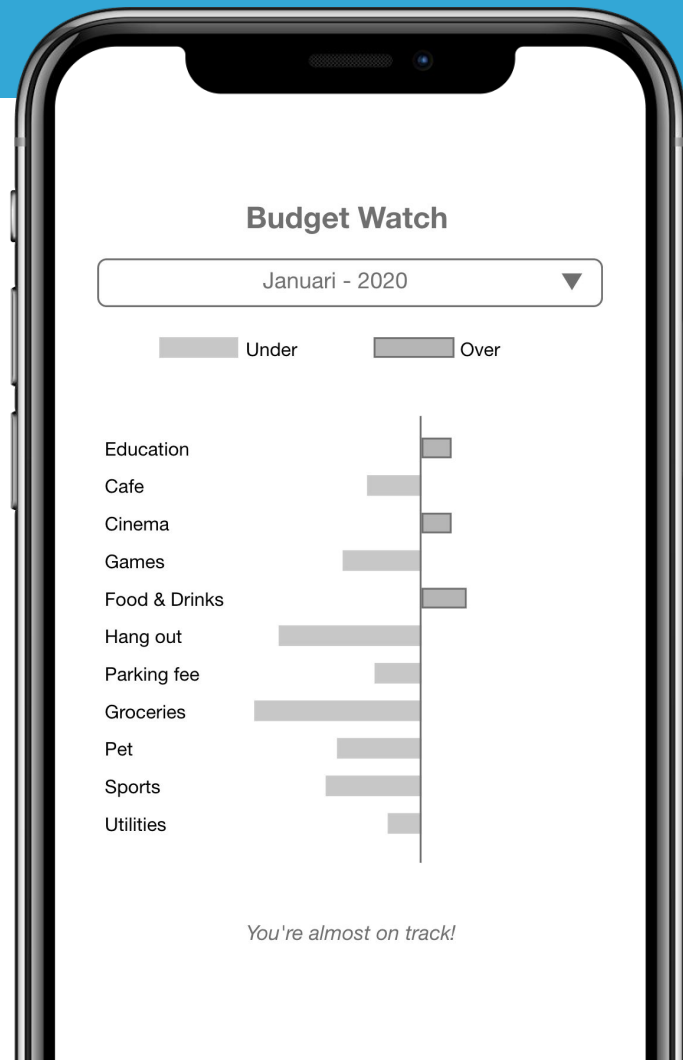 Budget Watch
Januari - 2020
Under
Over
Education
Cafe
Cinema
Games
Food & Drinks
Hang out
Parking fee
Groceries
Pet
Sports
Utilities
You're almost on track!